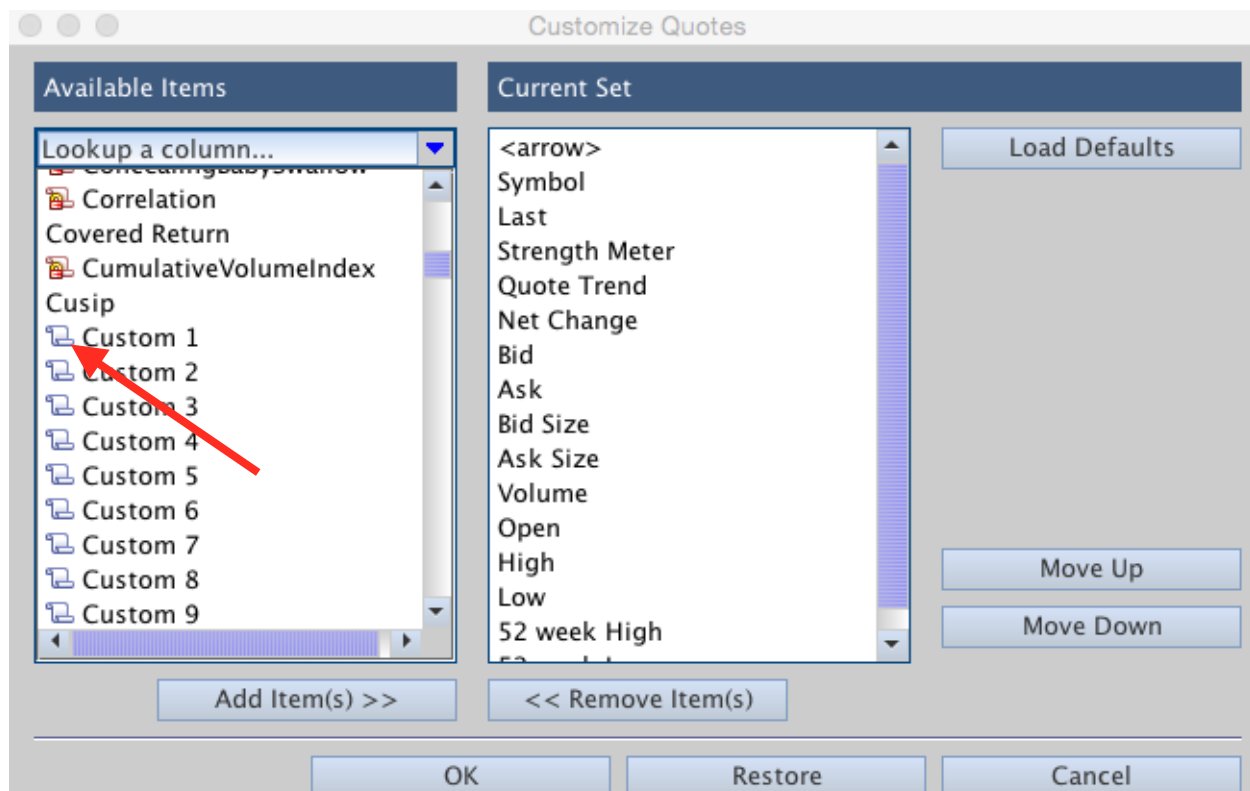 Customize Quotes
Available Items
Lookup a column...
ConcealingBabySwallow
Correlation
Covered Return
CumulativeVolumeIndex
Cusip
Custom 1
Custom 2
Custom 3
Custom 4
Custom 5
Custom 6
Custom 7
Custom 8
Custom 9
Add Item(s) >>
Current Set
<arrow>
Symbol
Last
Strength Meter
Quote Trend
Net Change
Bid
Ask
Bid Size
Ask Size
Volume
Open
High
Low
52 week High
<< Remove Item(s)
Load Defaults
Move Up
Move Down
OK
Restore
Cancel